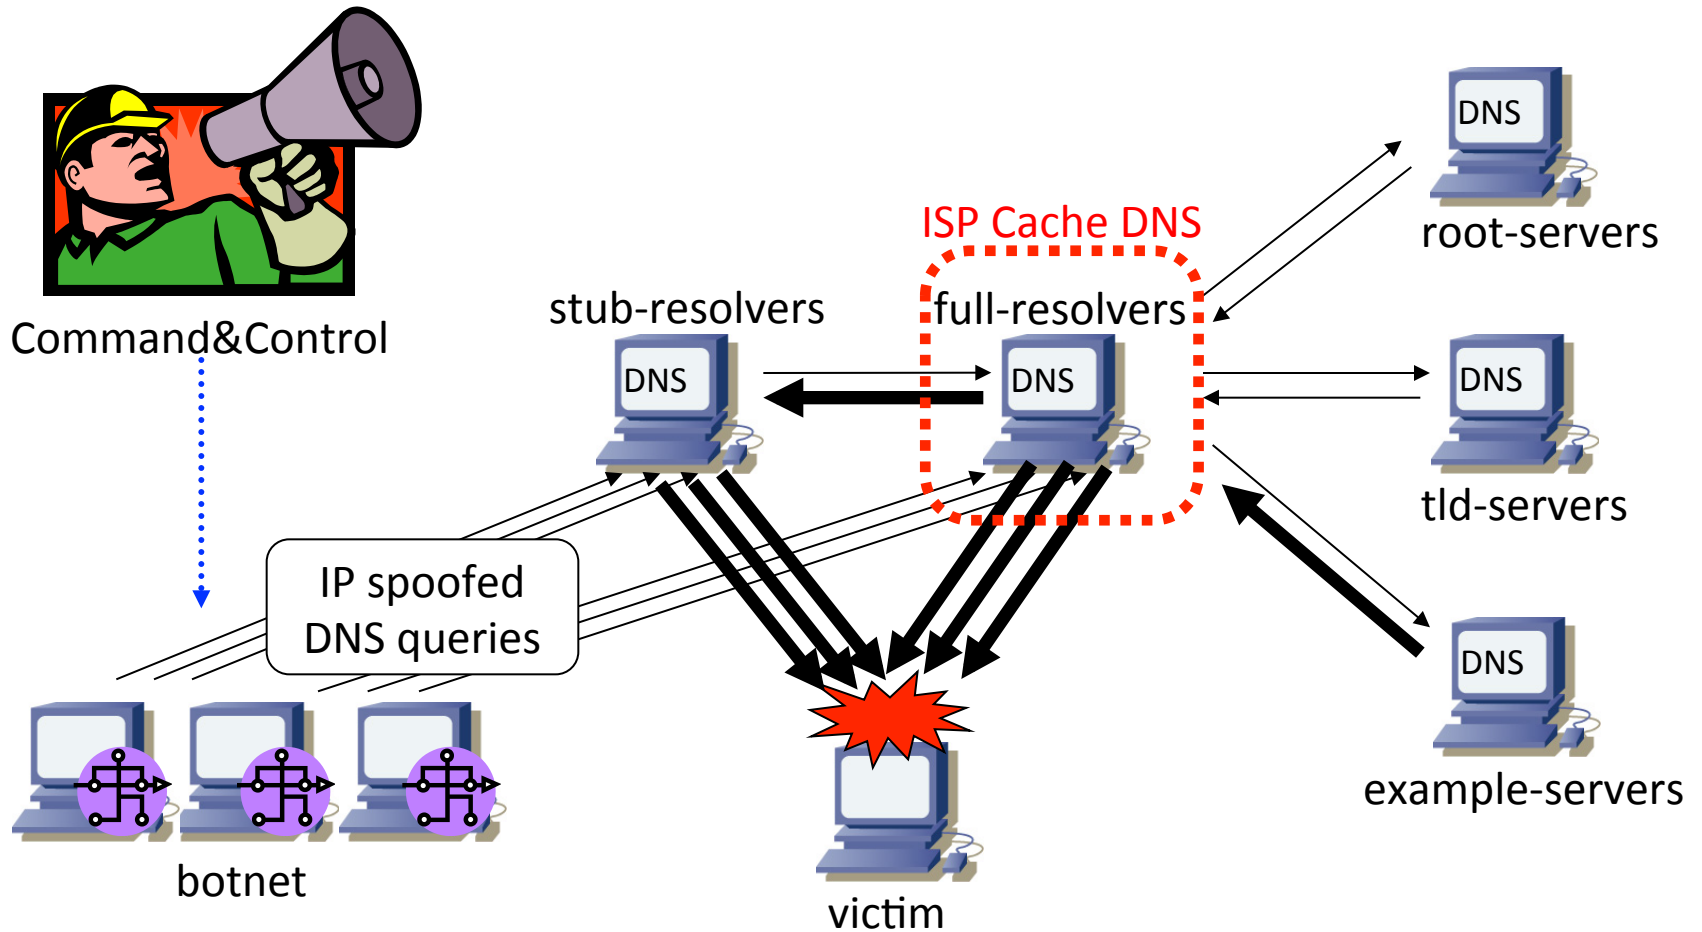 DNS
root-servers
ISP Cache DNS
Command&Control
stub-resolvers
full-resolvers
DNS
DNS
DNS
tld-servers
IP spoofed
DNS queries
DNS
example-servers
botnet
victim